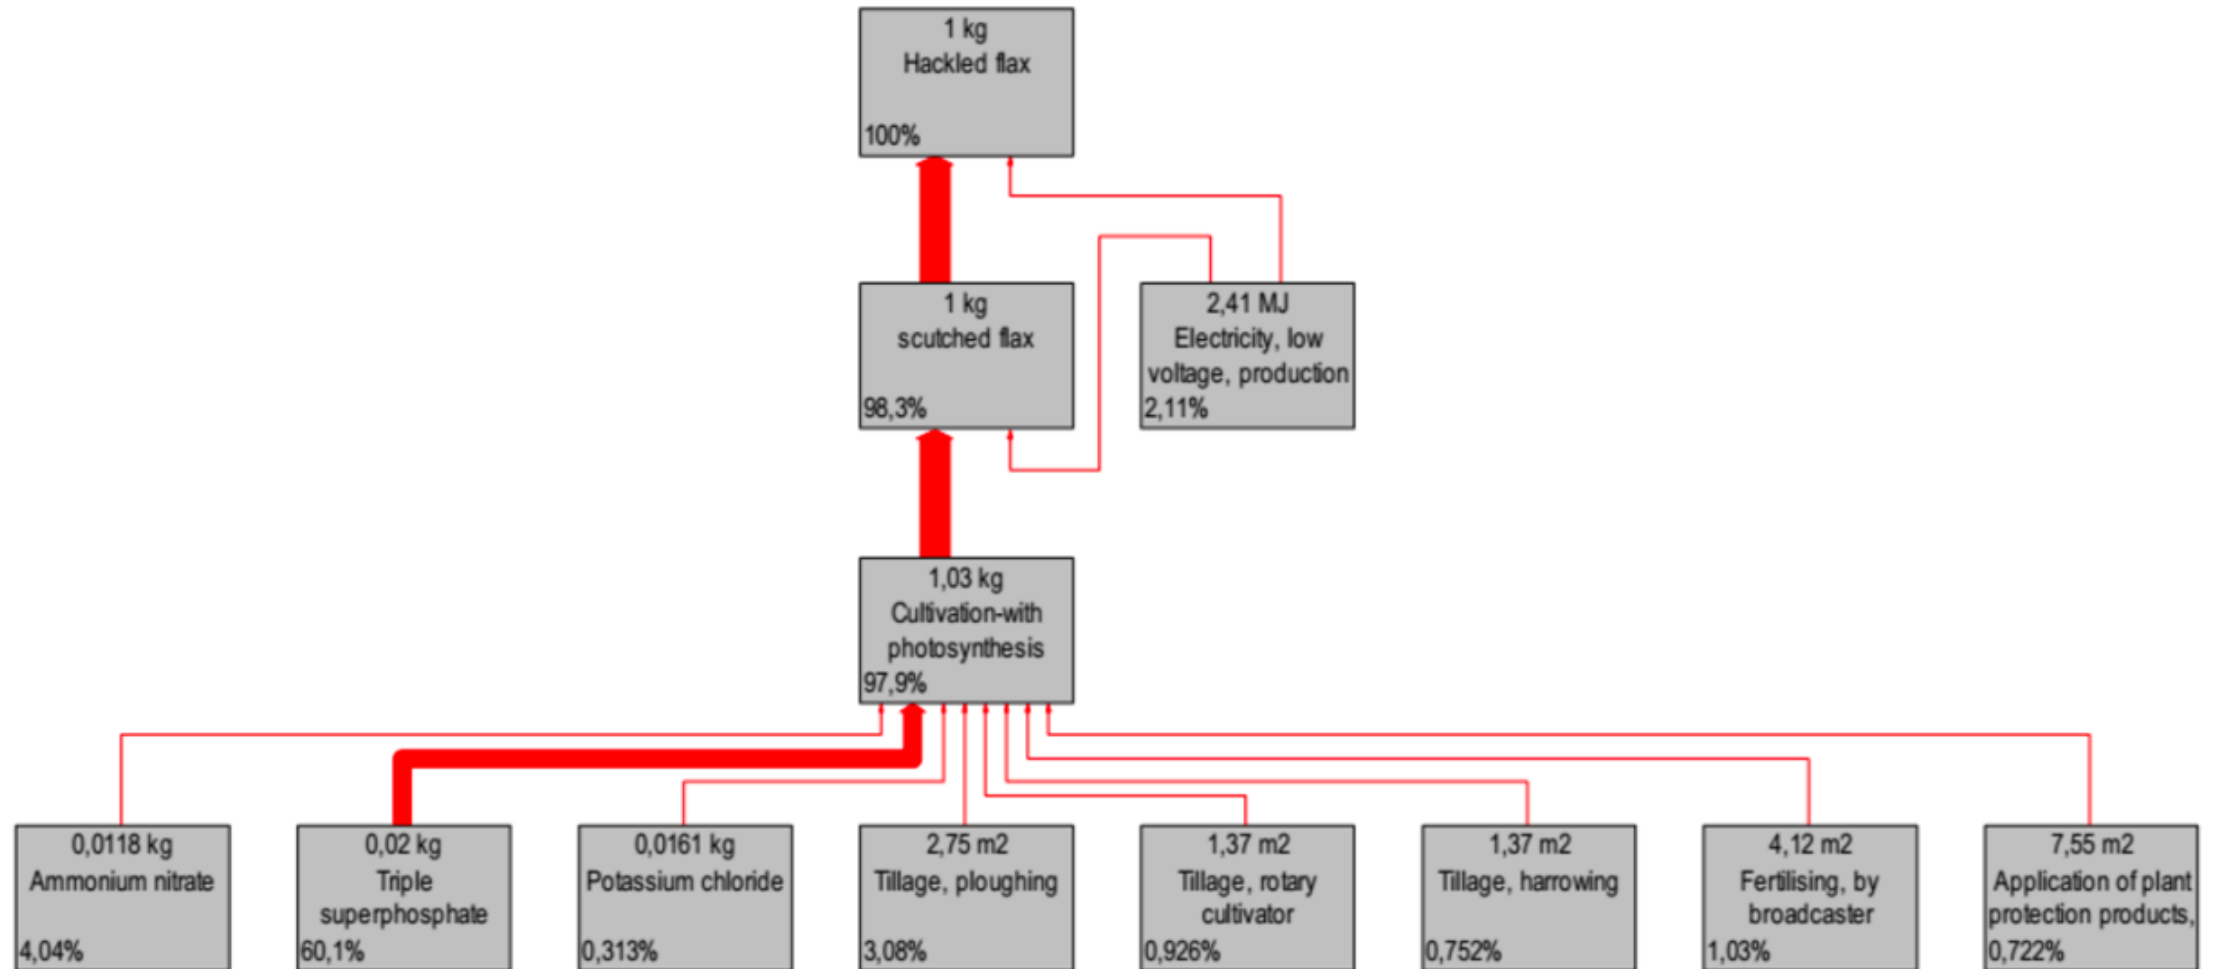 1 kg
Hackled flax
100%
1 kg
scutched flax
98,3%
2,41 MJ
Electricity, low
voltage, production
2,11%
1,03 kg
Cultivation-with
photosynthesis
97,9%
0,0118 kg
Ammonium nitrate
4,04%
0,02 kg
Triple
superphosphate
60,1%
0,0161 kg
Potassium chloride
0,313%
2,75 m2
Tillage, ploughing
3,08%
1,37 m2
Tillage, rotary
cultivator
0,926%
1,37 m2
Tillage, harrowing
0,752%
4,12 m2
Fertilising, by
broadcaster
1,03%
7,55 m2
Application of plant
protection products,
0,722%